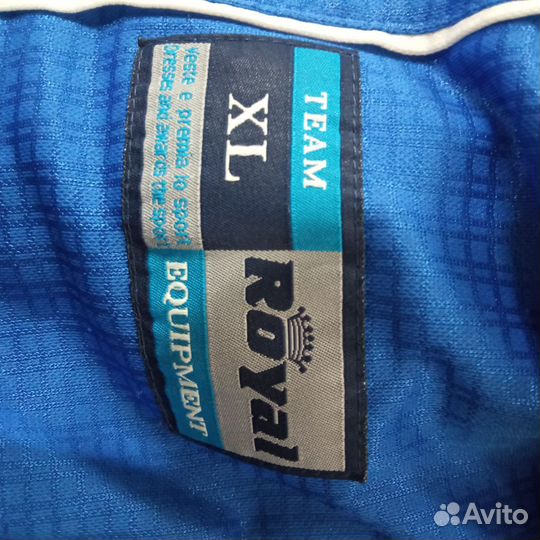 TEAM
XL
veste e premia lo sport
Dresses and awards the sport
ROYAL
EQUIPMENT
Avito